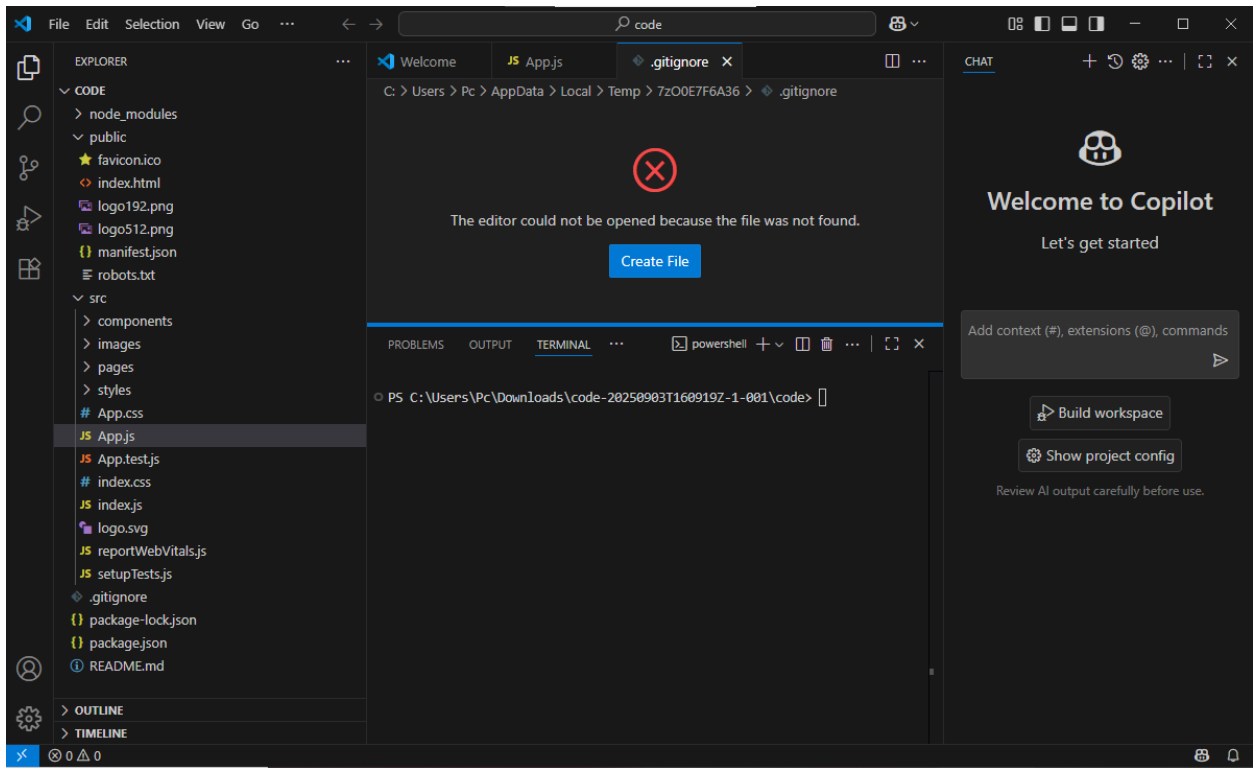 File Edit Selection View Go ···
code
EXPLORER ···
CODE
node_modules
public
favicon.ico
<> index.html
logo192.png
logo512.png
{} manifest.json
robots.txt
src
components
images
pages
styles
# App.css
JS App.js
JS App.test.js
# index.css
JS index.js
logo.svg
JS reportWebVitals.js
JS setupTests.js
.gitignore
{} package-lock.json
{} package.json
README.md
OUTLINE
TIMELINE
0 0
Welcome JS App.js .gitignore
C: > Users > Pc > AppData > Local > Temp > 7zO0E7F6A36 > .gitignore
The editor could not be opened because the file was not found.
Create File
PROBLEMS OUTPUT TERMINAL ··· powershell
PS C:\Users\Pc\Downloads\code-20250903T160919Z-1-001\code>
CHAT
Welcome to Copilot
Let's get started
Add context (#), extensions (@), commands
Build workspace
Show project config
Review AI output carefully before use.